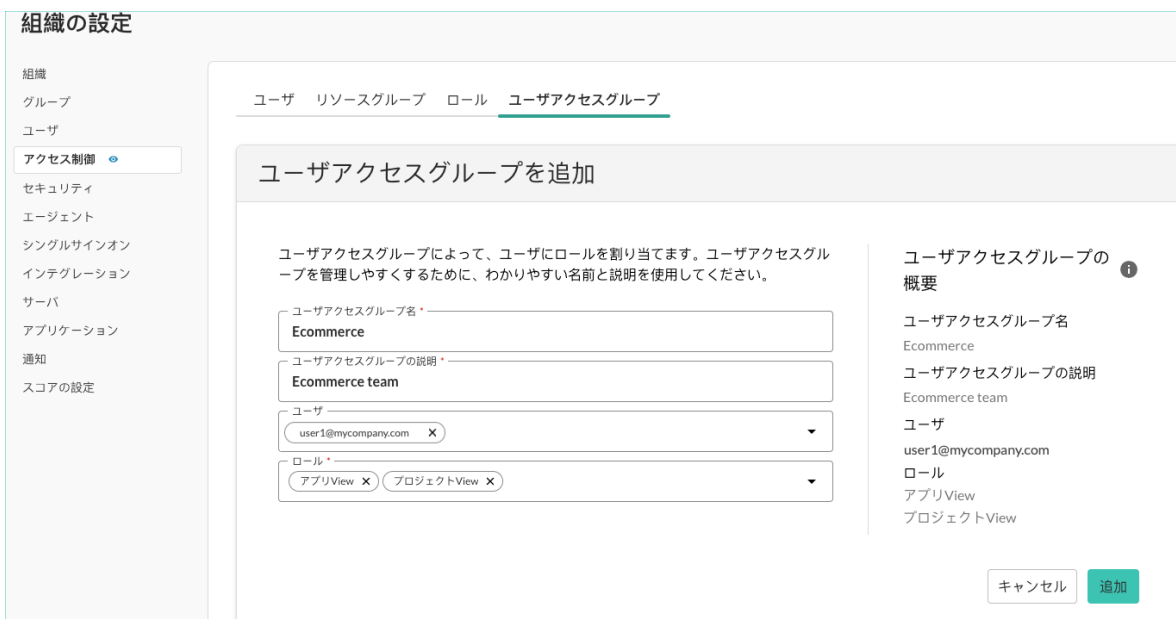 組織の設定
組織
グループ
ユーザ
アクセス制御
セキュリティ
エージェント
シングルサインオン
インテグレーション
サーバ
アプリケーション
通知
スコアの設定
ユーザ リソースグループ ロール ユーザアクセスグループ
ユーザアクセスグループを追加
ユーザアクセスグループによって、ユーザにロールを割り当てます。ユーザアクセスグル
ープを管理しやすくするために、わかりやすい名前と説明を使用してください。
ユーザアクセスグループ名 *
Ecommerce
ユーザアクセスグループの説明 *
Ecommerce team
ユーザ
user1@mycompany.com
ロール *
アプリView プロジェクトView
ユーザアクセスグループの
概要
ユーザアクセスグループ名
Ecommerce
ユーザアクセスグループの説明
Ecommerce team
ユーザ
user1@mycompany.com
ロール
アプリView
プロジェクトView
キャンセル 追加